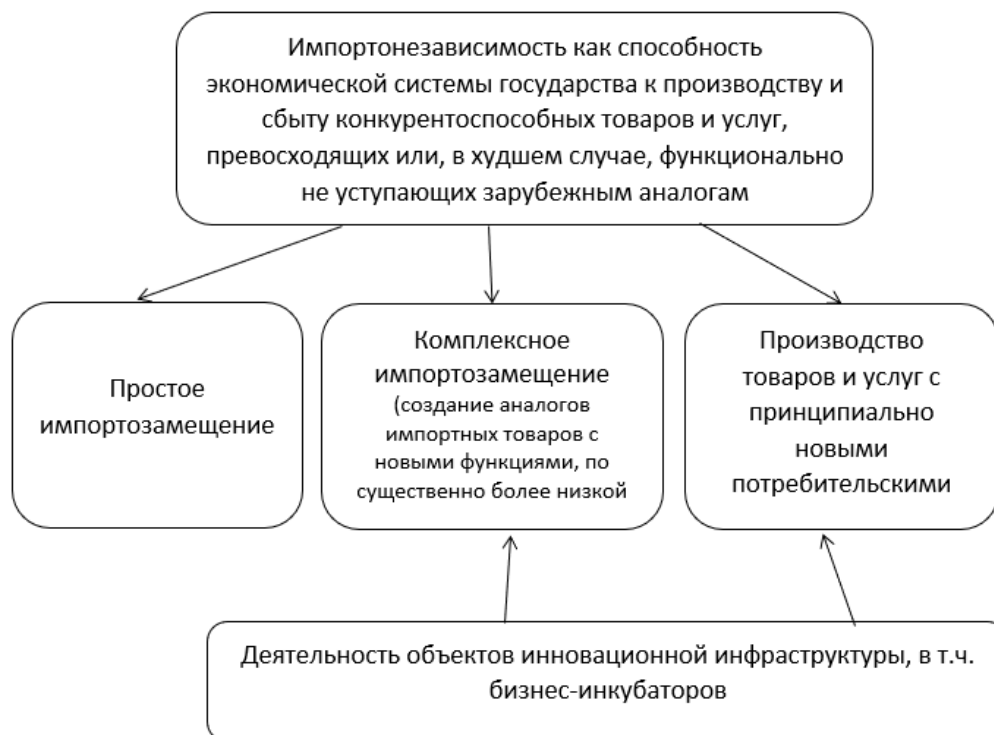 Импортонезависимость как способность
экономической системы государства к производству и
сбыту конкурентоспособных товаров и услуг,
превосходящих или, в худшем случае, функционально
не уступающих зарубежным аналогам
Простое
импортозамещение
Комплексное
импортозамещение
(создание аналогов
импортных товаров с
новыми функциями, по
существенно более низкой
Производство
товаров и услуг с
принципиально
новыми
потребительскими
Деятельность объектов инновационной инфраструктуры, в т.ч.
бизнес-инкубаторов